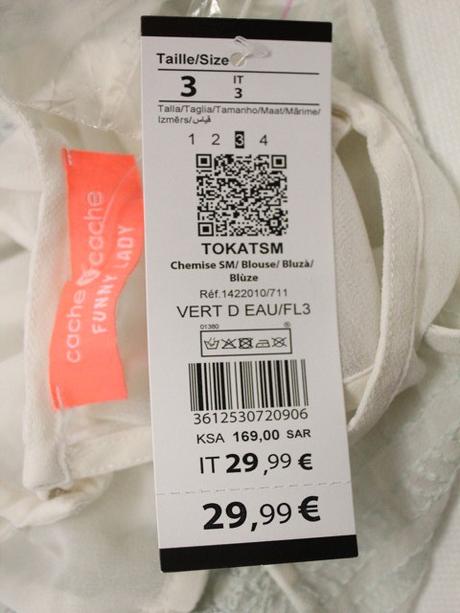 Taille/Size
3
IT
3
Talla/Taglia/Tamanho/Maat/Mărime/
Izmērs/قياس
1 2 3 4
TOKATSM
Chemise SM/ Blouse/ Bluză/
Blūze
Réf.1422010/711
VERT D EAU/FL3
01380
3612530720906
KSA 169,00 SAR
IT 29,99 €
29,99 €
cache cache
FUNNY LADY